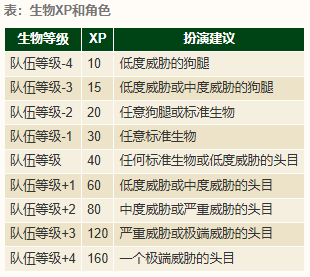 表：生物XP和角色
生物等级 XP 扮演建议
队伍等级-4 10 低度威胁的狗腿
队伍等级-3 15 低度威胁或中度威胁的狗腿
队伍等级-2 20 任意狗腿或标准生物
队伍等级-1 30 任意标准生物
队伍等级 40 任何标准生物或低度威胁的头目
队伍等级+1 60 低度威胁或中度威胁的头目
队伍等级+2 80 中度威胁或严重威胁的头目
队伍等级+3 120 严重威胁或极端威胁的头目
队伍等级+4 160 一个极端威胁的头目